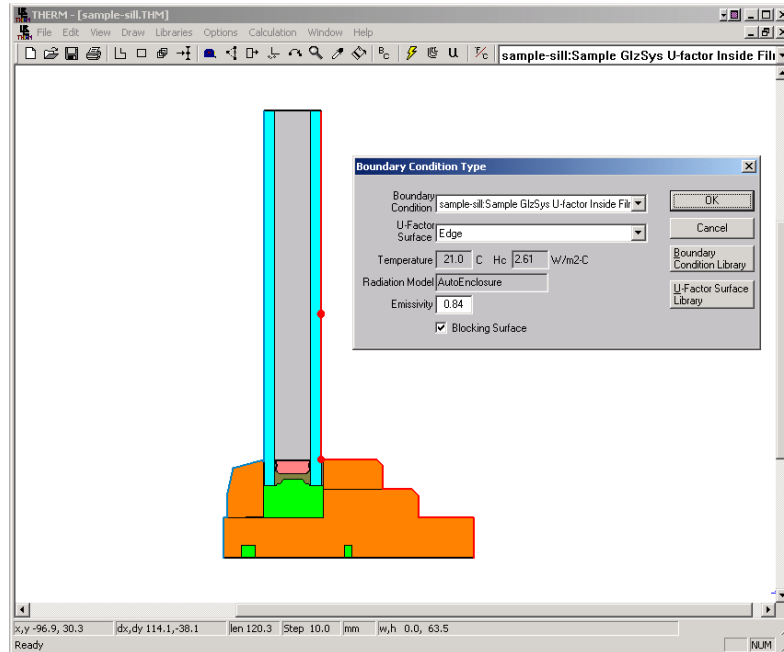 THERM - [sample-sill.THM]
File Edit View Draw Libraries Options Calculation Window Help
sample-sill:Sample GlzSys U-factor Inside Film
Boundary Condition Type
Boundary Condition sample-sill:Sample GlzSys U-factor Inside Filr OK
U-Factor Surface Edge Cancel
Temperature 21.0 C Hc 2.61 W/m2-C Boundary Condition Library
Radiation Model AutoEnclosure U-Factor Surface Library
Emissivity 0.84
Blocking Surface
x,y -96.9, 30.3 dx,dy 114.1,-38.1 len 120.3 Step 10.0 mm w,h 0.0, 63.5
Ready NUM